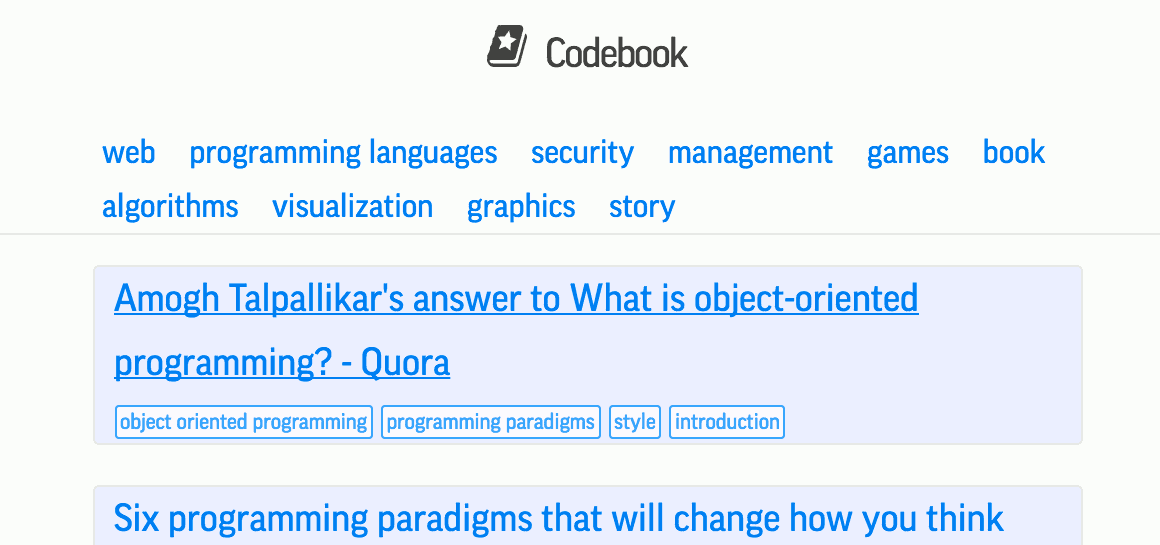 Codebook
web programming languages security management games book
algorithms visualization graphics story
Amogh Talpallikar's answer to What is object-oriented
programming? - Quora
object oriented programming programming paradigms style introduction
Six programming paradigms that will change how you think